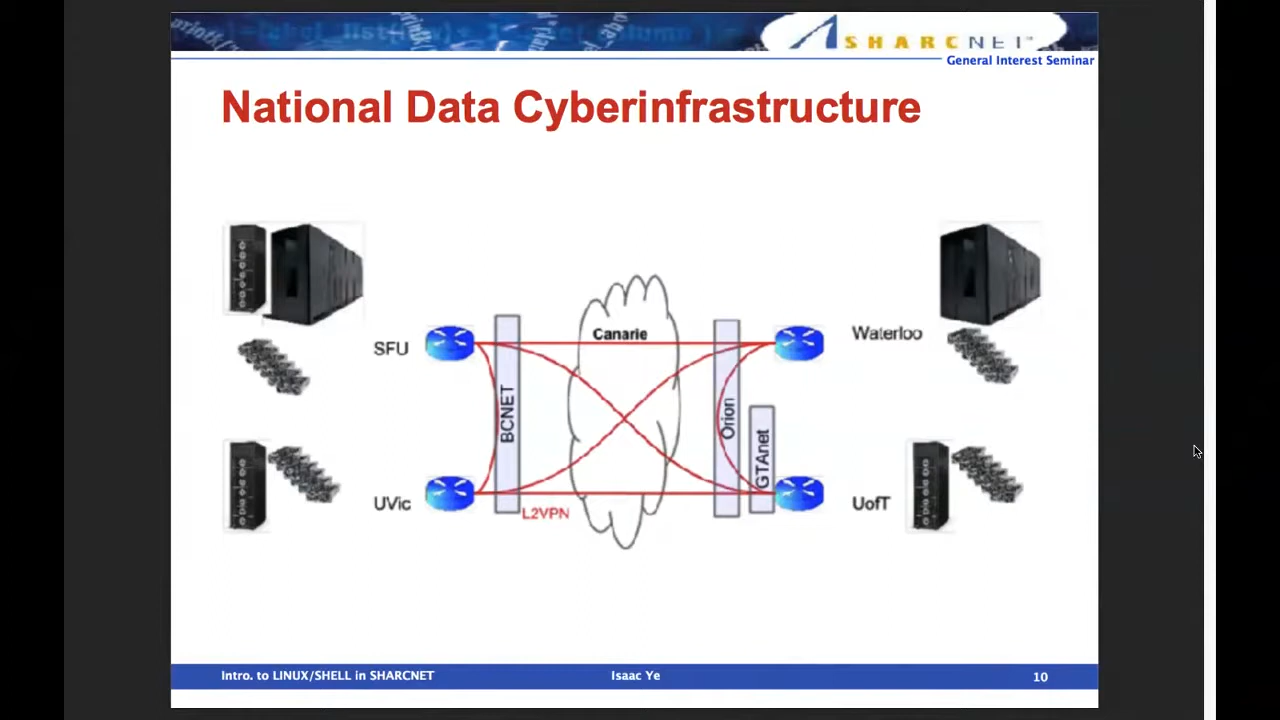 SHARCNET™
General Interest Seminar
National Data Cyberinfrastructure
Canarie
SFU
Waterloo
BCNET
Orion
GTAnet
UVic
L2VPN
UofT
Intro. to LINUX/SHELL in SHARCNET
Isaac Ye
10